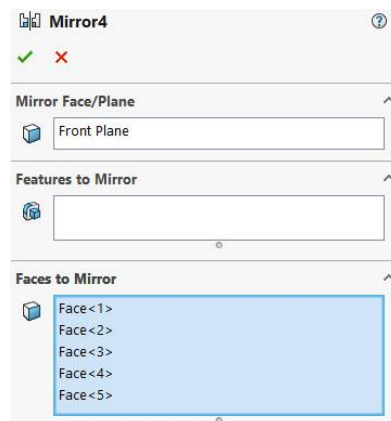 Mirror4
Mirror Face/Plane
Front Plane
Features to Mirror
Faces to Mirror
Face<1>
Face<2>
Face<3>
Face<4>
Face<5>